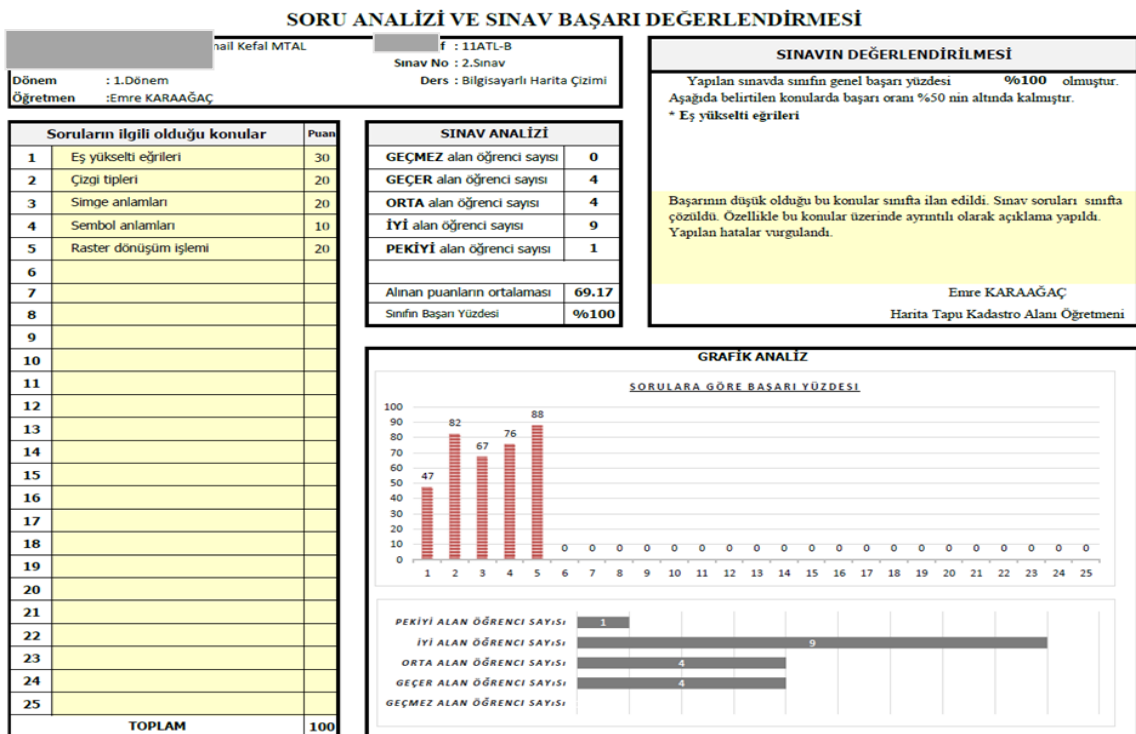 SORU ANALİZİ VE SINAV BAŞARI DEĞERLENDİRMESİ
Kefal MTAL
: 11ATL-B
Sınav No : 2.Sınav
Dönem : 1.Dönem
Ders : Bilgisayarlı Harita Çizimi
Öğretmen :Emre KARAAĞAÇ
Soruların ilgili olduğu konular Puan
1 Eş yükselti eğrileri 30
2 Çizgi tipleri 20
3 Simge anlamları 20
4 Sembol anlamları 10
5 Raster dönüşüm işlemi 20
6
7
8
9
10
11
12
13
14
15
16
17
18
19
20
21
22
23
24
25
TOPLAM 100
SINAV ANALİZİ
GEÇMEZ alan öğrenci sayısı 0
GEÇER alan öğrenci sayısı 4
ORTA alan öğrenci sayısı 4
İYİ alan öğrenci sayısı 9
PEKİYİ alan öğrenci sayısı 1
Alınan puanların ortalaması 69.17
Sınıfın Başarı Yüzdesi %100
SINAVIN DEĞERLENDİRİLMESİ
Yapılan sınavda sınıfın genel başarı yüzdesi %100 olmuştur.
Aşağıda belirtilen konularda başarı oranı %50 nin altında kalmıştır.
* Eş yükselti eğrileri
Başarının düşük olduğu bu konular sınıfta ilan edildi. Sınav soruları sınıfta
çözüldü. Özellikle bu konular üzerinde ayrıntılı olarak açıklama yapıldı.
Yapılan hatalar vurgulandı.
Emre KARAAĞAÇ
Harita Tapu Kadastro Alanı Öğretmeni
GRAFİK ANALİZ
SORULARA GÖRE BAŞARI YÜZDESI
100
90
80
70
60
50
40
30
20
10
0
47 82 67 76 88 0 0 0 0 0 0 0 0 0 0 0 0 0 0 0 0 0 0 0 0
1 2 3 4 5 6 7 8 9 10 11 12 13 14 15 16 17 18 19 20 21 22 23 24 25
PEKİYİ ALAN ÖĞRENCİ SAYISI 1
İYİ ALAN ÖĞRENCİ SAYISI 9
ORTA ALAN ÖĞRENCİ SAYISI 4
GEÇER ALAN ÖĞRENCİ SAYISI 4
GEÇMEZ ALAN ÖĞRENCİ SAYISI